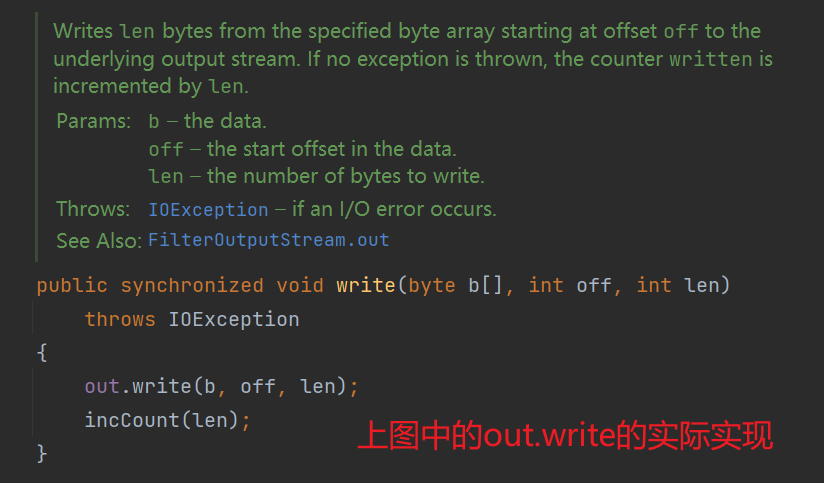 Writes len bytes from the specified byte array starting at offset off to the
underlying output stream. If no exception is thrown, the counter written is
incremented by len.
Params: b – the data.
off – the start offset in the data.
len – the number of bytes to write.
Throws: IOException – if an I/O error occurs.
See Also: FilterOutputStream.out
public synchronized void write(byte b[], int off, int len)
throws IOException
{
out.write(b, off, len);
incCount(len);
上图中的out.write的实际实现
}